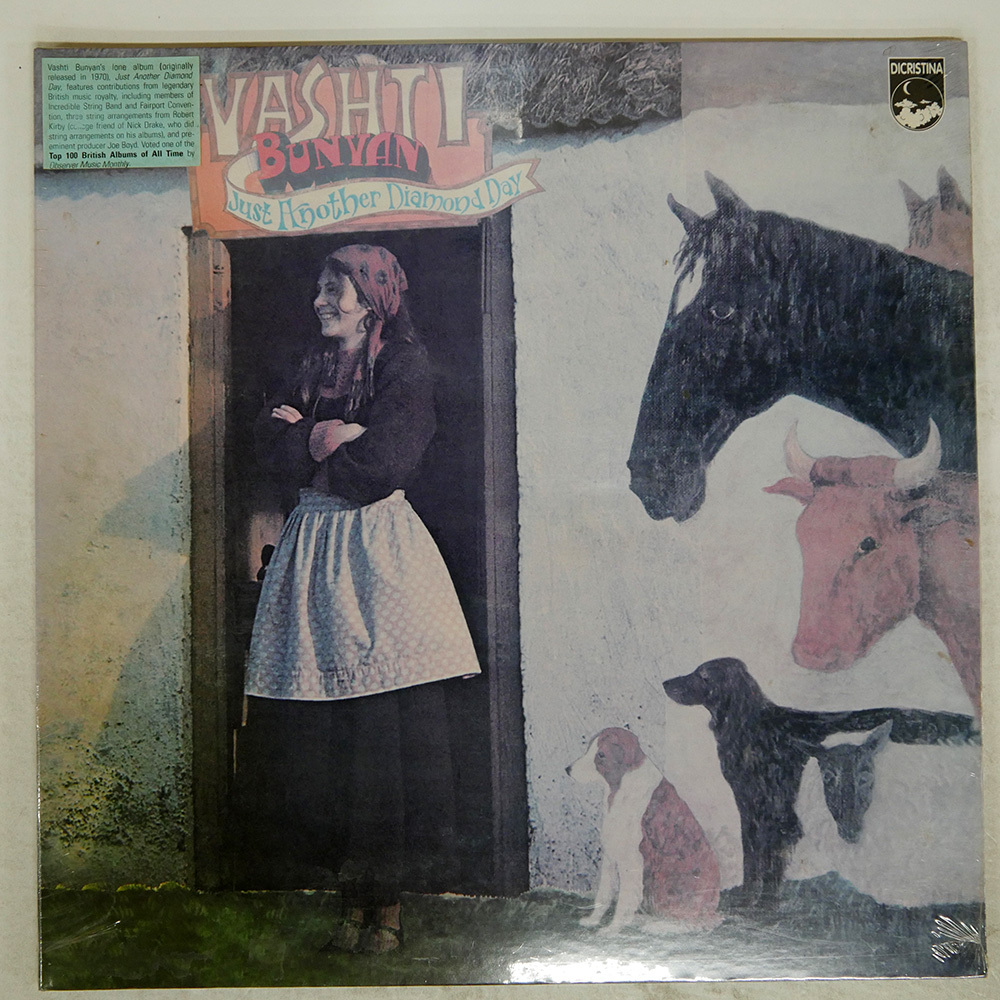 Vashti Bunyan's lone album (originally
released in 1970), Just Another Diamond
Day, features contributions from legendary
British music royalty, including members of
Incredible String Band and Fairport Conven-
tion, three string arrangements from Robert
Kirby (college friend of Nick Drake, who did
string arrangements on his albums), and pre-
eminent producer Joe Boyd. Voted one of the
Top 100 British Albums of All Time by
Observer Music Monthly.
VASHTI
BUNYAN
Just Another Diamond Day
DICRISTINA